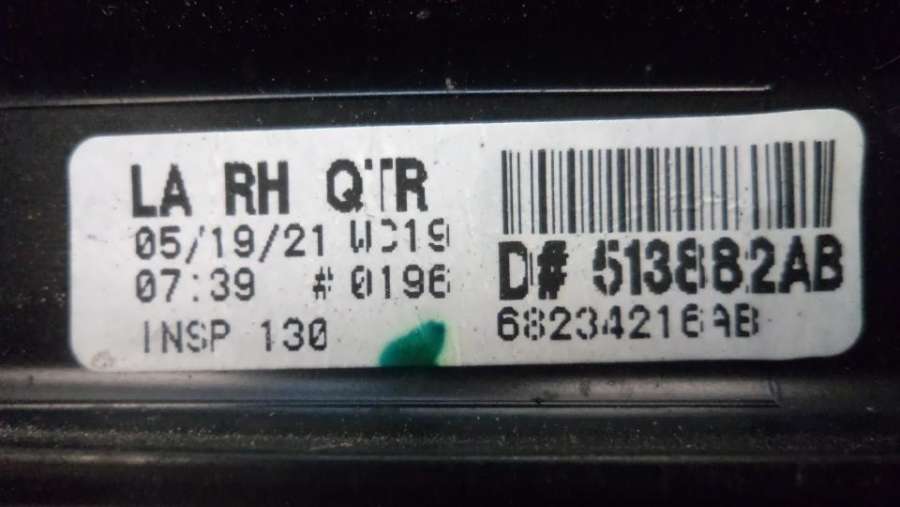 LA RH QTR
05/19/21 WC19
07:39 # 0196
INSP 130
D# 513882AB
68234216AB